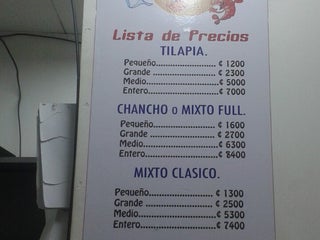 Lista de Precios
TILAPIA.
Pequeño........................ ¢ 1200
Grande ........................ ¢ 2300
Medio.......................... ¢ 5000
Entero......................... ¢ 7000
CHANCHO o MIXTO FULL.
Pequeño........................ ¢ 1600
Grande ........................ ¢ 2700
Medio.......................... ¢ 6300
Entero......................... ¢ 8400
MIXTO CLASICO.
Pequeño........................ ¢ 1300
Grande ........................ ¢ 2500
Medio.......................... ¢ 5300
Entero......................... ¢ 7400